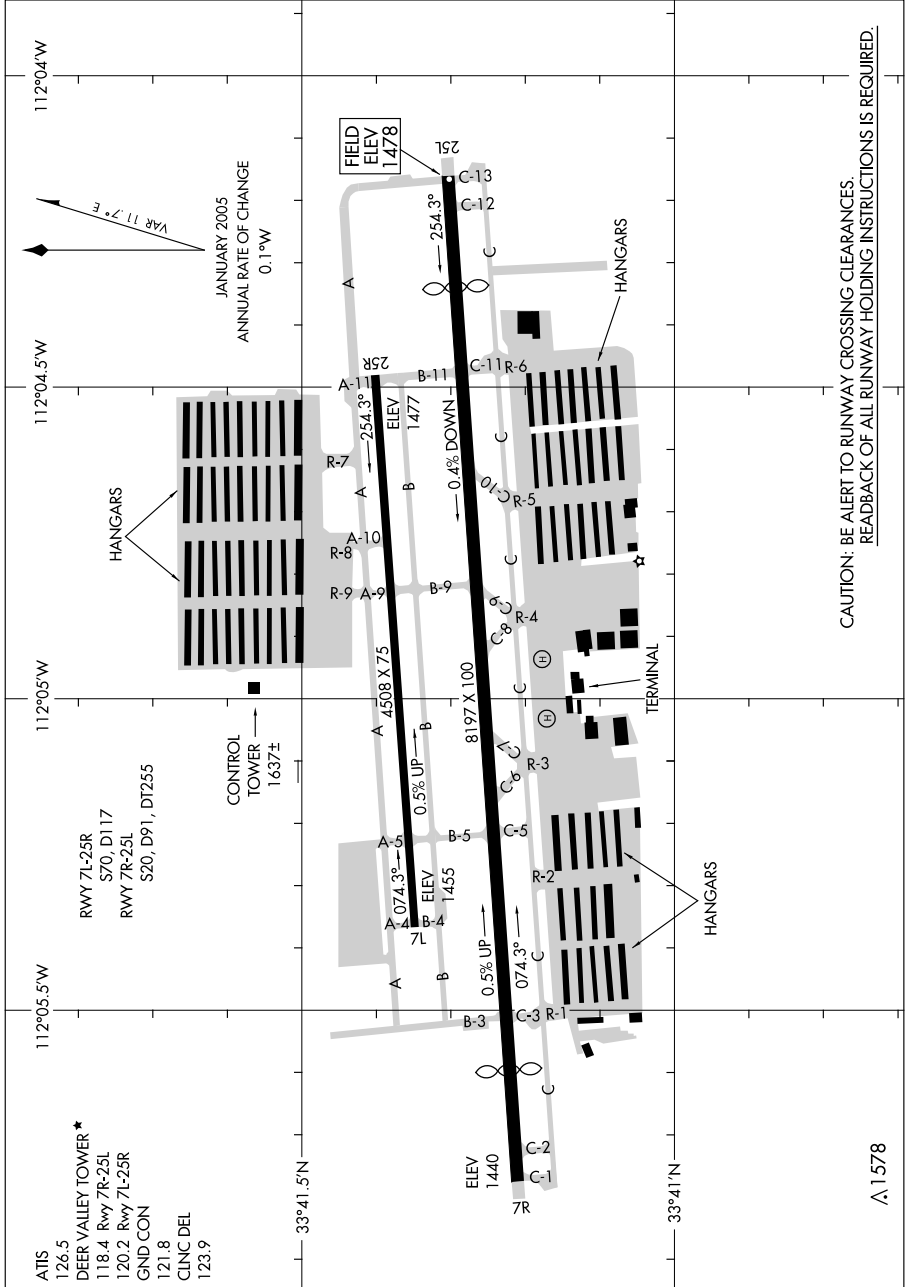 ATIS
126.5
DEER VALLEY TOWER★
118.4 Rwy 7R-25L
120.2 Rwy 7L-25R
GND CON
121.8
CLNC DEL
123.9
112°05.5'W
112°05'W
112°04.5'W
112°04'W
RWY 7L-25R
S70, D117
RWY 7R-25L
S20, D91, DT255
HANGARS
CONTROL
TOWER
1637±
VAR 11.7° E
JANUARY 2005
ANNUAL RATE OF CHANGE
0.1°W
33°41.5'N
FIELD
ELEV
1478
25L
C-13
C-12
254.3°
C
A
25R
A-11
254.3°
ELEV
1477
B-11
C-11
R-6
R-7
A
B
0.4% DOWN
C
C-10
R-5
A-10
R-8
R-9
A-9
B-9
C
C-9
R-4
C-8
4508 X 75
8197 X 100
H
H
C
A
B
0.5% UP
C-7
R-3
C-6
A-5
B-5
C-5
R-2
074.3°
ELEV
1455
A-4
B-4
7L
A
B
0.5% UP
074.3°
C
B-3
C-3
R-1
C
C-2
C-1
ELEV
1440
7R
HANGARS
TERMINAL
HANGARS
33°41'N
1578
CAUTION: BE ALERT TO RUNWAY CROSSING CLEARANCES.
READBACK OF ALL RUNWAY HOLDING INSTRUCTIONS IS REQUIRED.